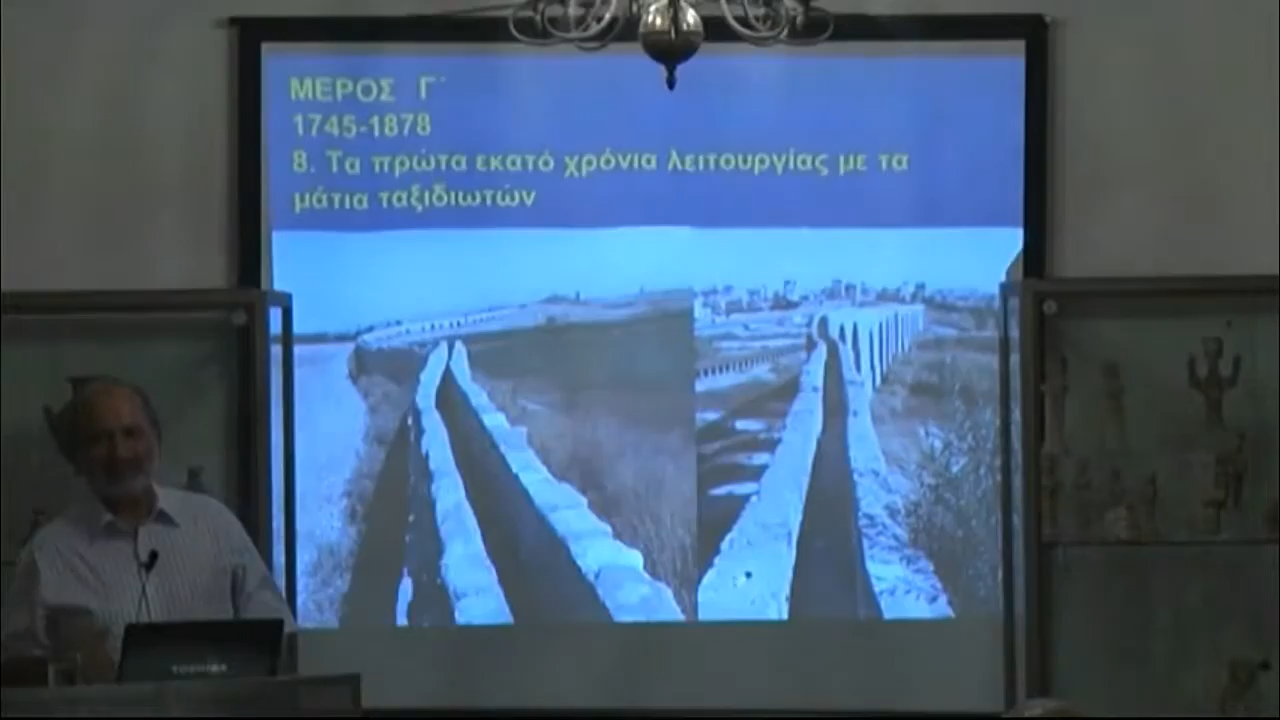 ΜΕΡΟΣ Γ΄
1745-1878
8. Τα πρώτα εκατό χρόνια λειτουργίας με τα
μάτια ταξιδιωτών
TOSHIBA